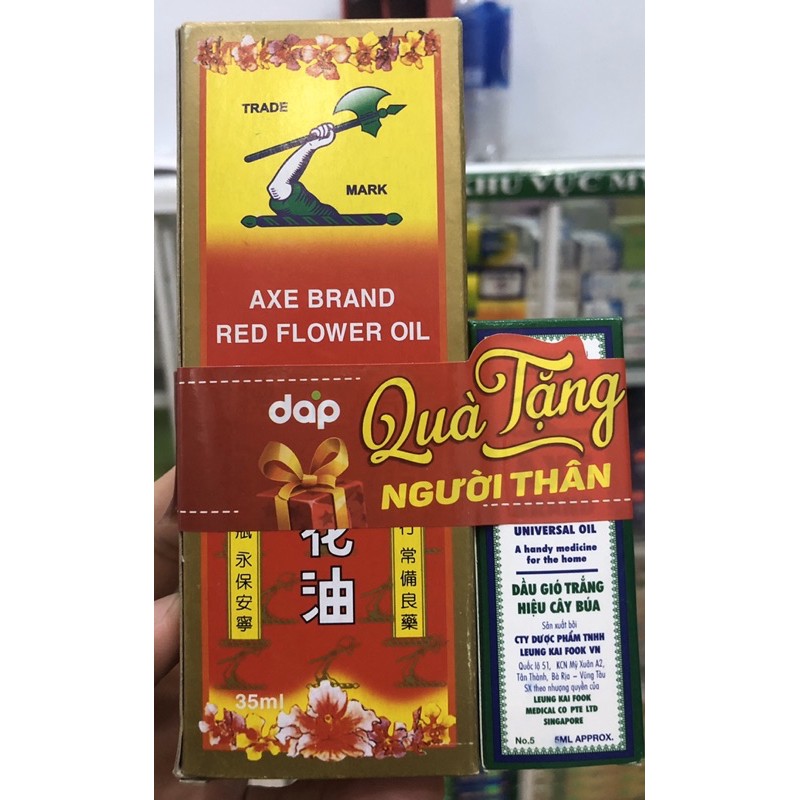 TRADE
MARK
AXE BRAND
RED FLOWER OIL
dap
Quà Tặng
NGƯỜI THÂN
花
油
永保安寧
常備良藥
35ml
UNIVERSAL OIL
A handy medicine
for the home
DẦU GIÓ TRẮNG
HIỆU CÂY BÚA
Sản xuất bởi
CTY DƯỢC PHẨM TNHH
LEUNG KAI FOOK VN
Quốc lộ 51, KCN Mỹ Xuân A2,
Tân Thành, Bà Rịa – Vũng Tàu
SX theo nhượng quyền của
LEUNG KAI FOOK
MEDICAL CO PTE LTD
SINGAPORE
No.5 5ML APPROX.
KHU VỰC MỸ